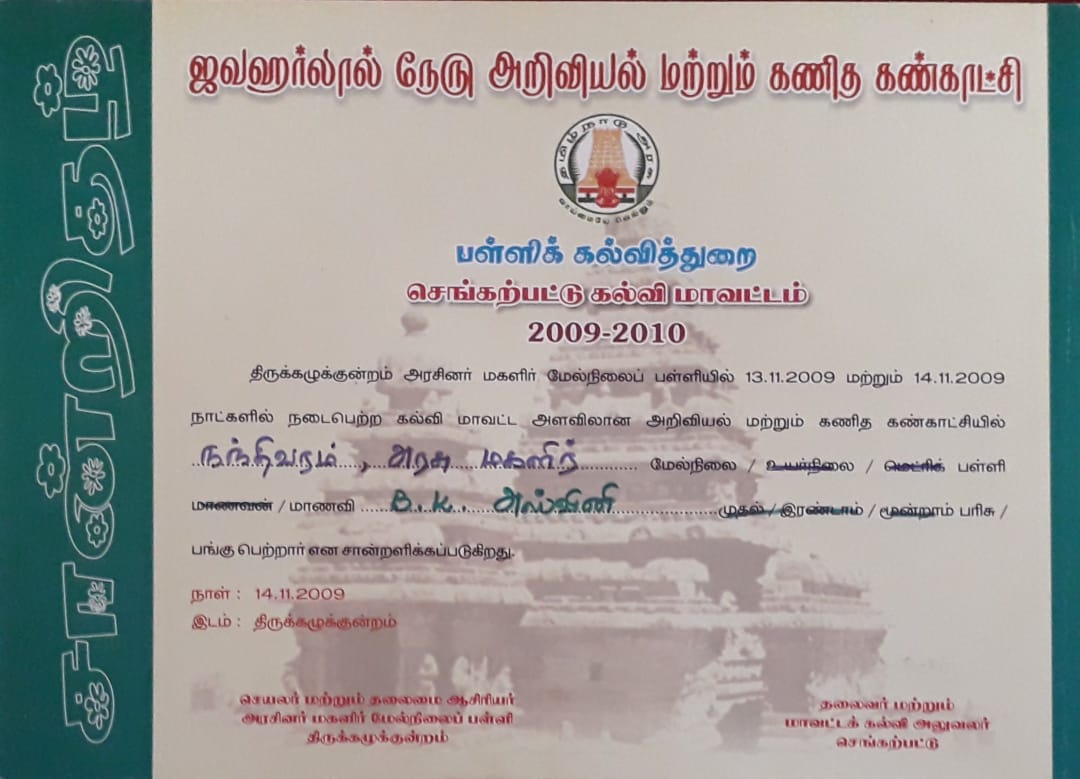 சான்றிதழ்
ஜவஹர்லால் நேரு அறிவியல் மற்றும் கணித கண்காட்சி
தமிழ்நாடு அரசு
வாய்மையே வெல்லும்
பள்ளிக் கல்வித்துறை
செங்கற்பட்டு கல்வி மாவட்டம்
2009-2010
திருக்கழுக்குன்றம் அரசினர் மகளிர் மேல்நிலைப் பள்ளியில் 13.11.2009 மற்றும் 14.11.2009
நாட்களில் நடைபெற்ற கல்வி மாவட்ட அளவிலான அறிவியல் மற்றும் கணித கண்காட்சியில்
நந்திவரம், அரசு மகளிர் மேல்நிலை / உயர்நிலை / மெட்ரிக் பள்ளி
மாணவன் / மாணவி B.K. அஸ்வினி முதல் / இரண்டாம் / மூன்றாம் பரிசு /
பங்கு பெற்றார் என சான்றளிக்கப்படுகிறது.
நாள் : 14.11.2009
இடம் : திருக்கழுக்குன்றம்
செயலர் மற்றும் தலைமை ஆசிரியர்
அரசினர் மகளிர் மேல்நிலைப் பள்ளி
திருக்கழுக்குன்றம்
தலைவர் மற்றும்
மாவட்டக் கல்வி அலுவலர்
செங்கற்பட்டு